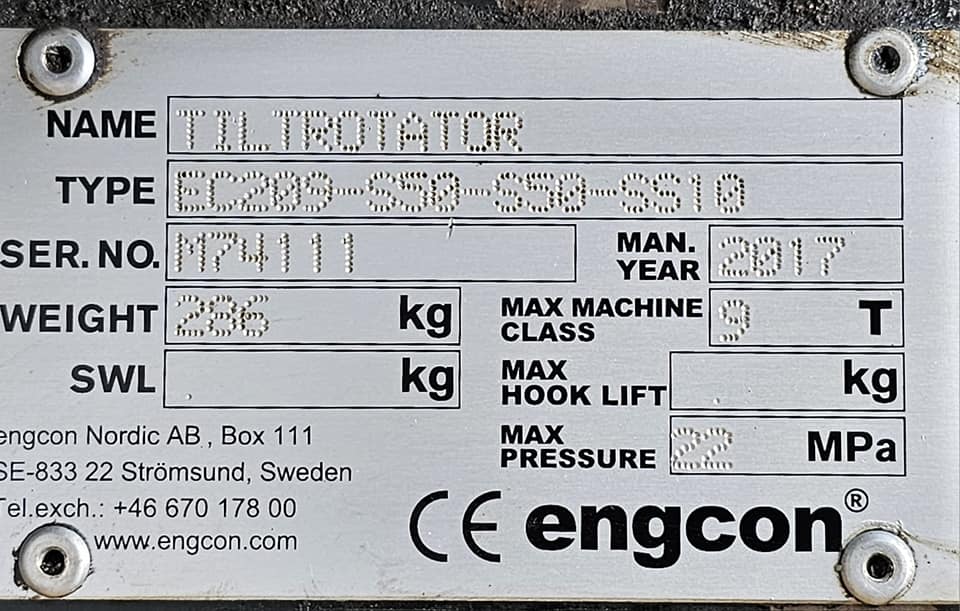 NAME TILTROTATOR
TYPE EC209-S50-S50-SS10
SER. NO. M74111 MAN. YEAR 2017
WEIGHT 286 kg MAX MACHINE CLASS 9 T
SWL kg MAX HOOK LIFT kg
MAX PRESSURE 22 MPa
engcon Nordic AB, Box 111
SE-833 22 Strömsund, Sweden
Tel.exch.: +46 670 178 00
www.engcon.com
CE engcon®